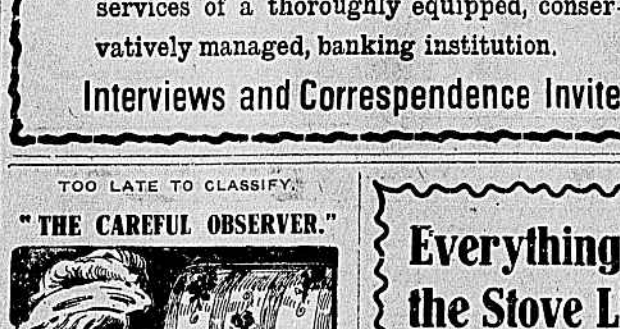 services of a thoroughly equipped, conser-
vatively managed, banking institution.
Interviews and Correspondence Invite
TOO LATE TO CLASSIFY.
"THE CAREFUL OBSERVER."
Everything
the Stove L